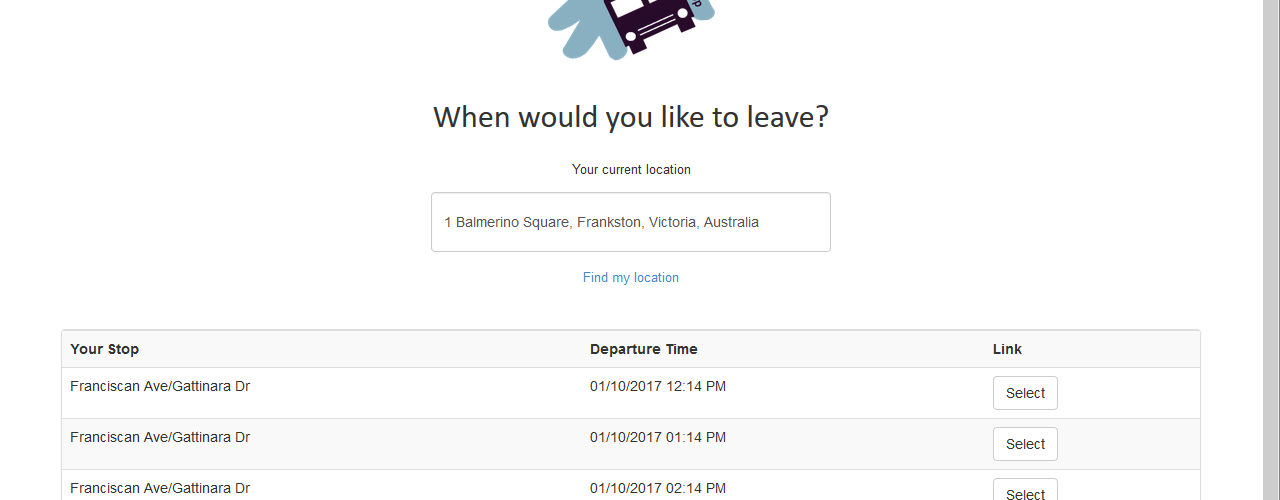 When would you like to leave?
Your current location
1 Balmerino Square, Frankston, Victoria, Australia
Find my location
Your Stop Departure Time Link
Franciscan Ave/Gattinara Dr 01/10/2017 12:14 PM Select
Franciscan Ave/Gattinara Dr 01/10/2017 01:14 PM Select
Franciscan Ave/Gattinara Dr 01/10/2017 02:14 PM Select